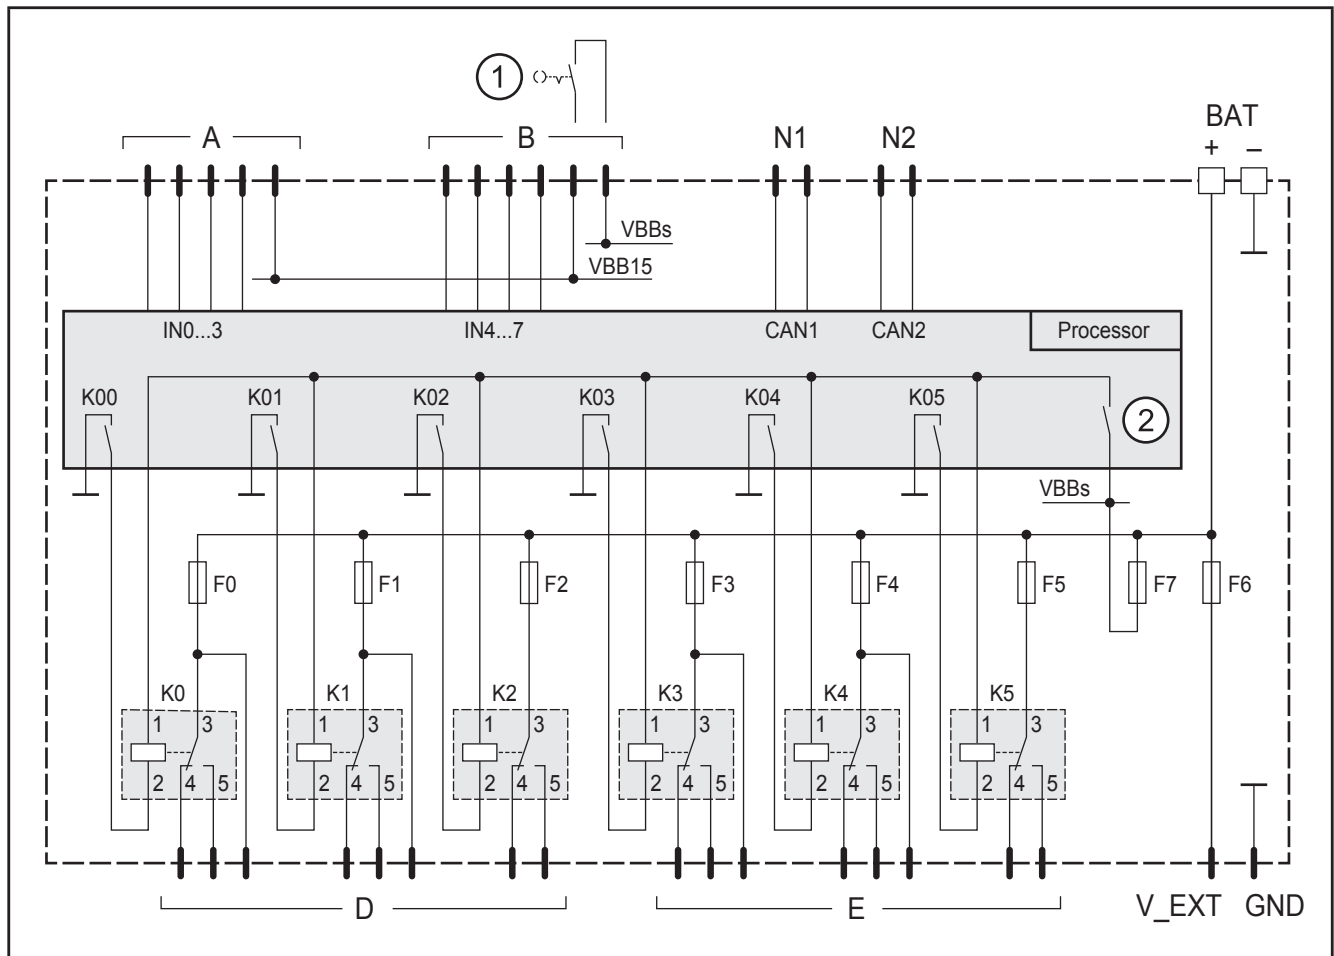 1
BAT
A B N1 N2
+ –
VBBs
VBB15
IN0...3 IN4...7 CAN1 CAN2 Processor
K00 K01 K02 K03 K04 K05
2
VBBs
F0 F1 F2 F3 F4 F5 F7 F6
K0 K1 K2 K3 K4 K5
1 3 1 3 1 3 1 3 1 3 1 3
2 4 5 2 4 5 2 4 5 2 4 5 2 4 5 2 4 5
D E V_EXT GND